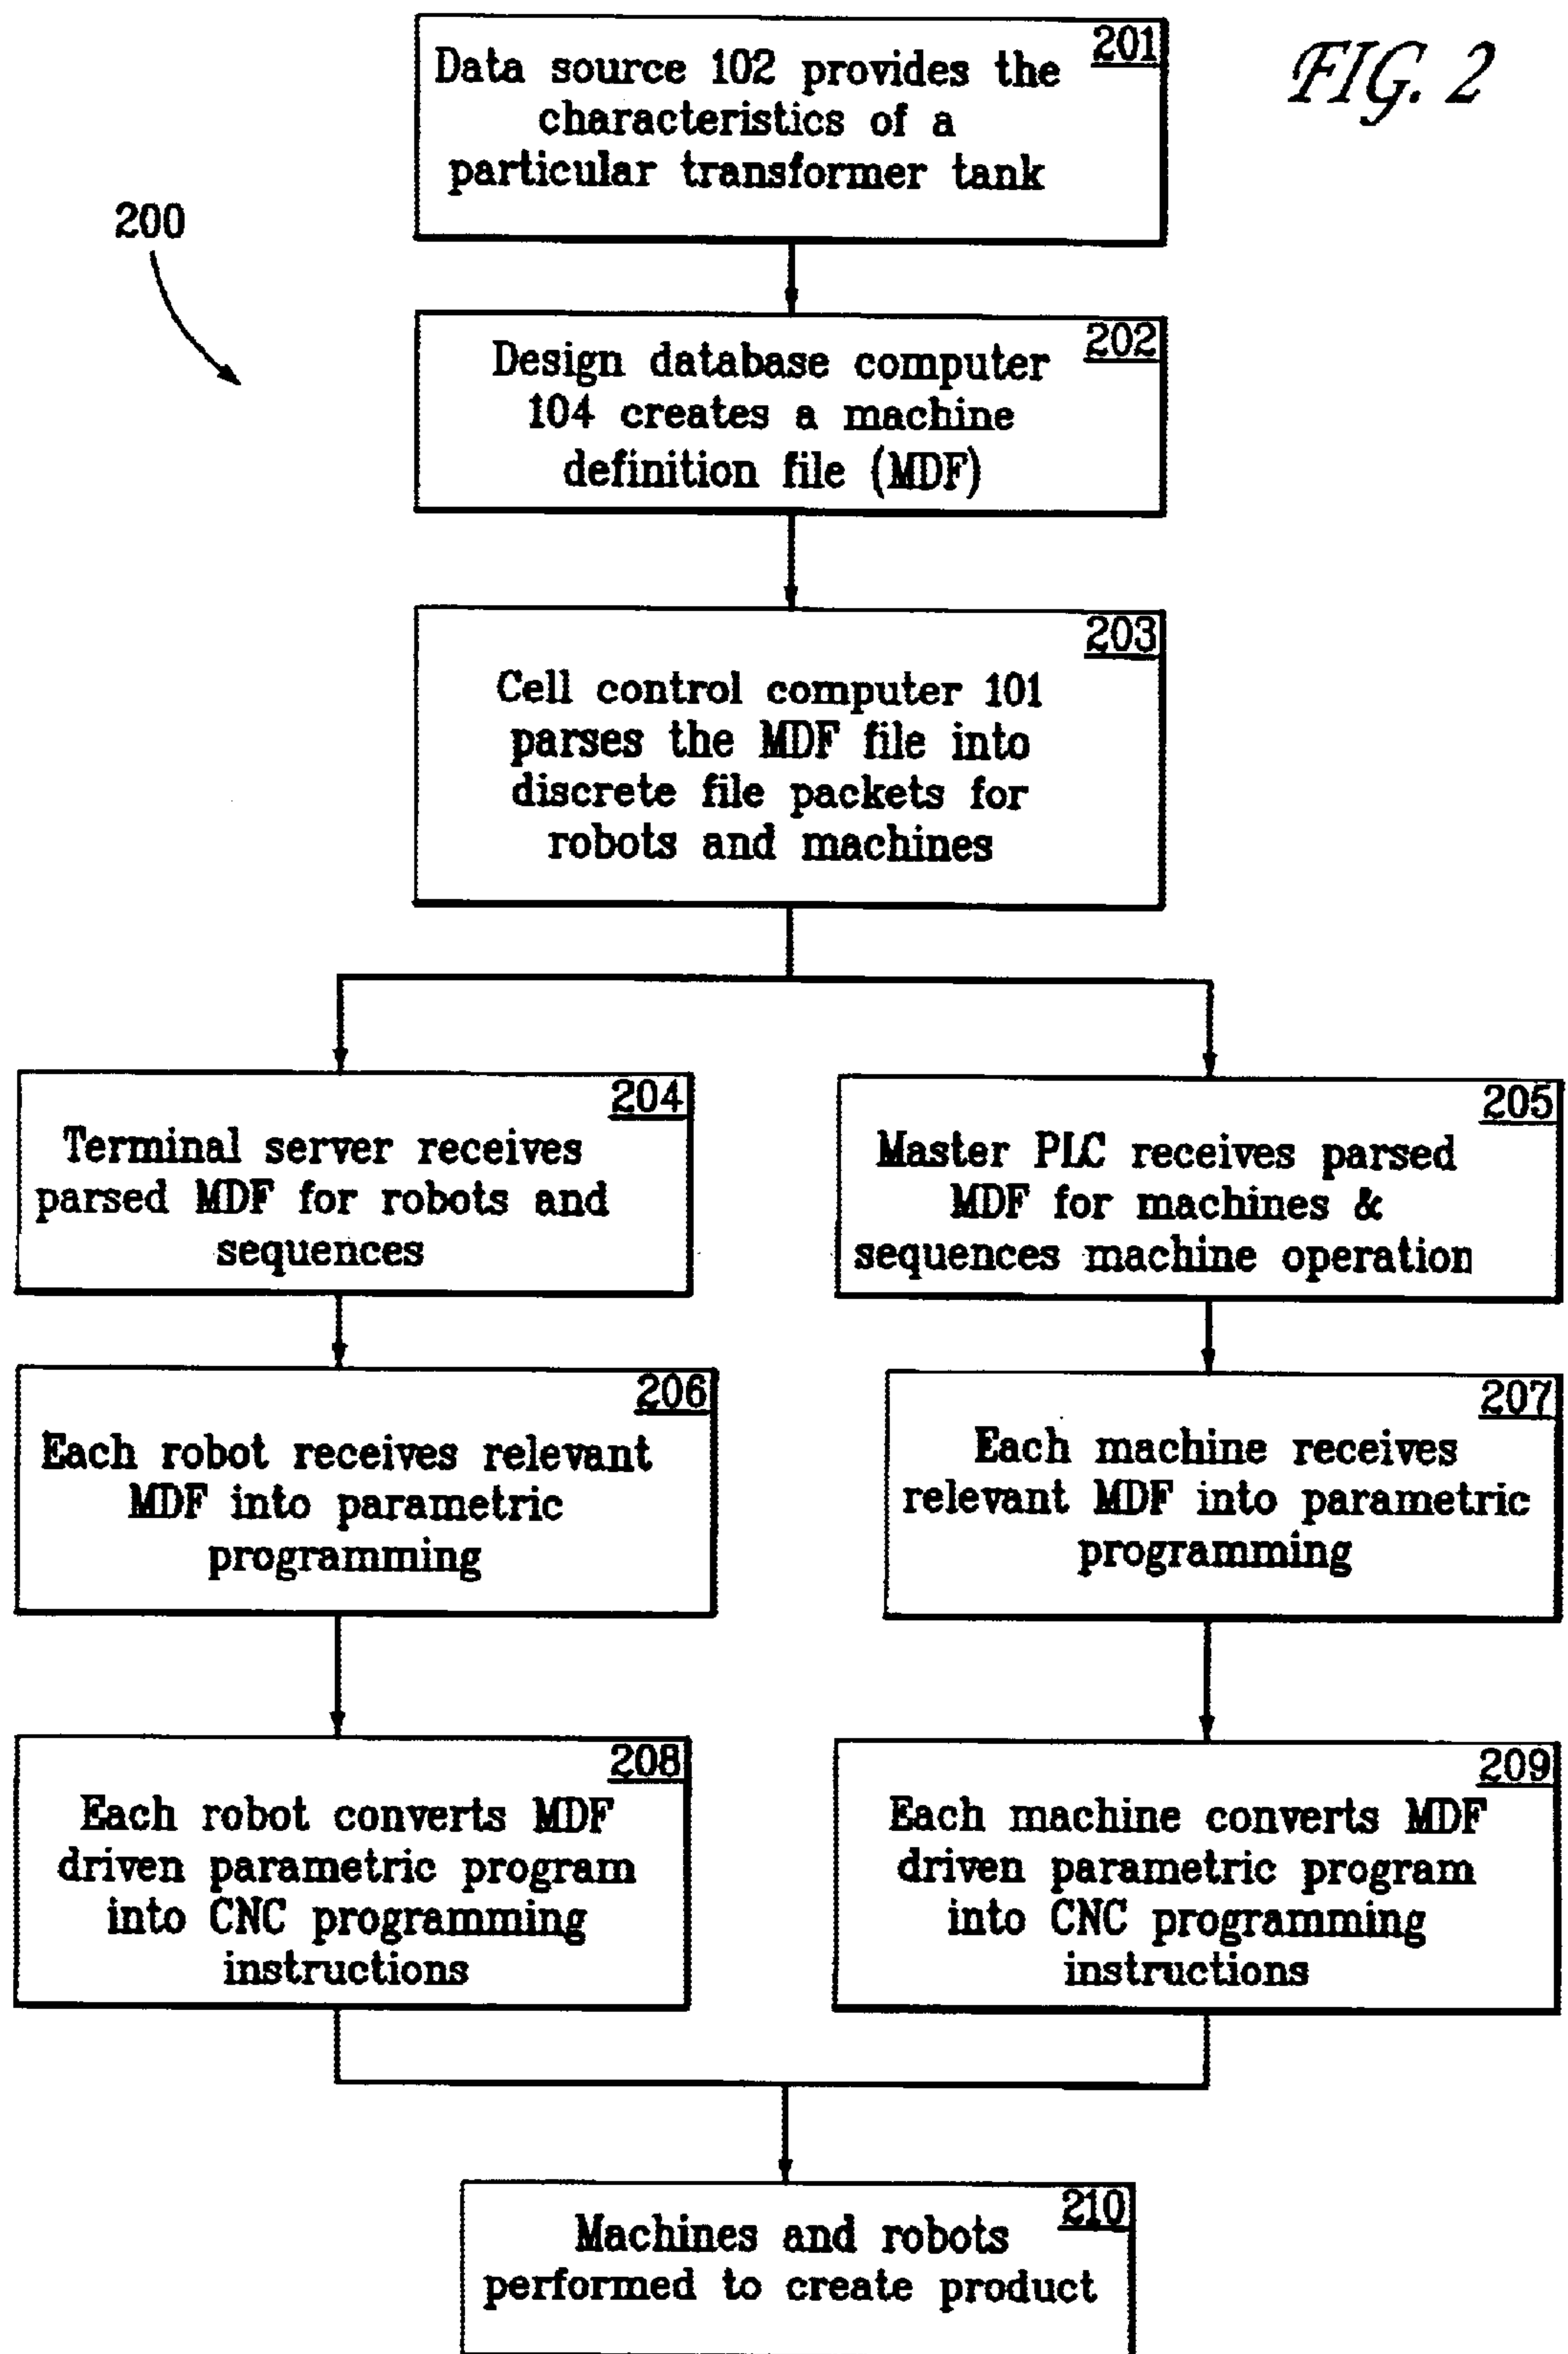 FIG. 2
200
201
Data source 102 provides the
characteristics of a
particular transformer tank
202
Design database computer
104 creates a machine
definition file (MDF)
203
Cell control computer 101
parses the MDF file into
discrete file packets for
robots and machines
204
Terminal server receives
parsed MDF for robots and
sequences
205
Master PLC receives parsed
MDF for machines &
sequences machine operation
206
Each robot receives relevant
MDF into parametric
programming
207
Each machine receives
relevant MDF into parametric
programming
208
Each robot converts MDF
driven parametric program
into CNC programming
instructions
209
Each machine converts MDF
driven parametric program
into CNC programming
instructions
210
Machines and robots
performed to create product